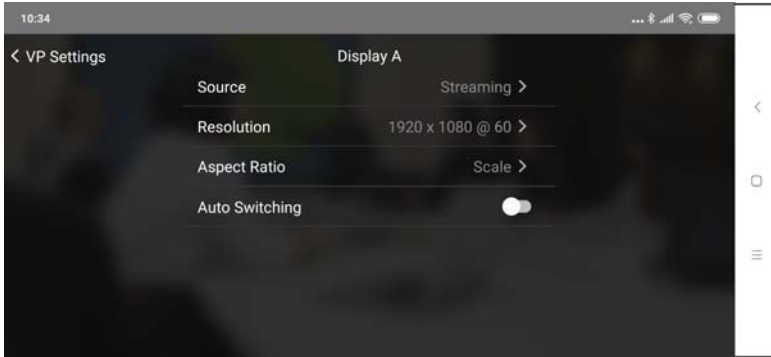 10:34
VP Settings
Display A
Source Streaming
Resolution 1920 x 1080 @ 60
Aspect Ratio Scale
Auto Switching